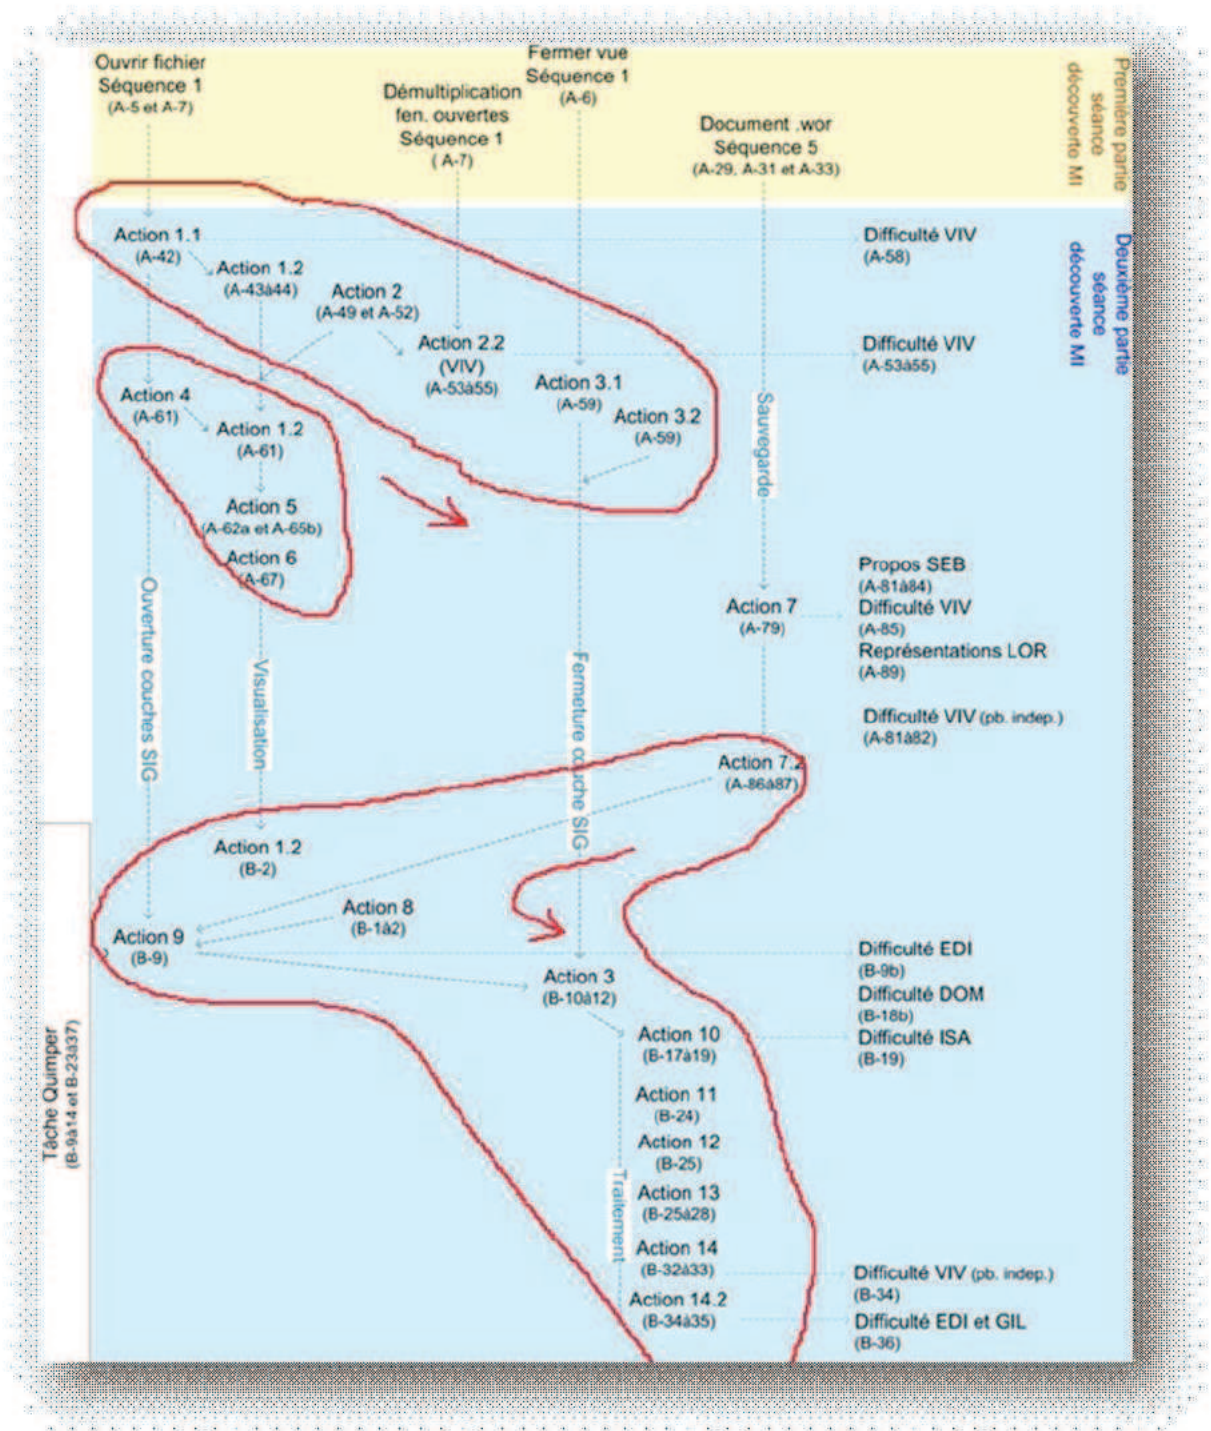 Ouvrir fichier
Séquence 1
(A-5 et A-7)
Démultiplication
fen. ouvertes
Séquence 1
( A-7)
Fermer vue
Séquence 1
(A-6)
Document .wor
Séquence 5
(A-29, A-31 et A-33)
Première partie
séance
découverte MI
Deuxième partie
séance
découverte MI
Action 1.1
(A-42)
Action 1.2
(A-43à44)
Action 2
(A-49 et A-52)
Action 2.2
(VIV)
(A-53à55)
Action 3.1
(A-59)
Action 3.2
(A-59)
Difficulté VIV
(A-58)
Difficulté VIV
(A-53à55)
Action 4
(A-61)
Action 1.2
(A-61)
Action 5
(A-62a et A-65b)
Action 6
(A-67)
Sauvegarde
Ouverture couches SIG
Visualisation
Fermeture couche SIG
Action 7
(A-79)
Propos SEB
(A-81à84)
Difficulté VIV
(A-85)
Représentations LOR
(A-89)
Difficulté VIV (pb. indep.)
(A-81à82)
Action 7.2
(A-86à87)
Action 1.2
(B-2)
Action 8
(B-1à2)
Action 9
(B-9)
Action 3
(B-10à12)
Difficulté EDI
(B-9b)
Difficulté DOM
(B-18b)
Difficulté ISA
(B-19)
Action 10
(B-17à19)
Action 11
(B-24)
Action 12
(B-25)
Action 13
(B-25à28)
Action 14
(B-32à33)
Action 14.2
(B-34à35)
Traitement
Difficulté VIV (pb. indep.)
(B-34)
Difficulté EDI et GIL
(B-36)
Tâche Quimper
(B-9à14 et B-23à37)